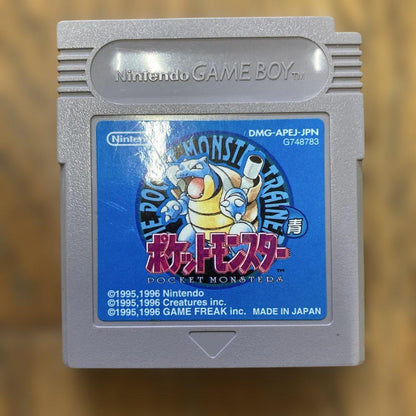 Nintendo GAME BOY™
Nintendo
DMG-APEJ-JPN
G748783
THE POCKET MONSTER TRAINER
青
ポケットモンスター
™
POCKET MONSTERS
©1995,1996 Nintendo
©1995,1996 Creatures inc.
©1995,1996 GAME FREAK inc. MADE IN JAPAN